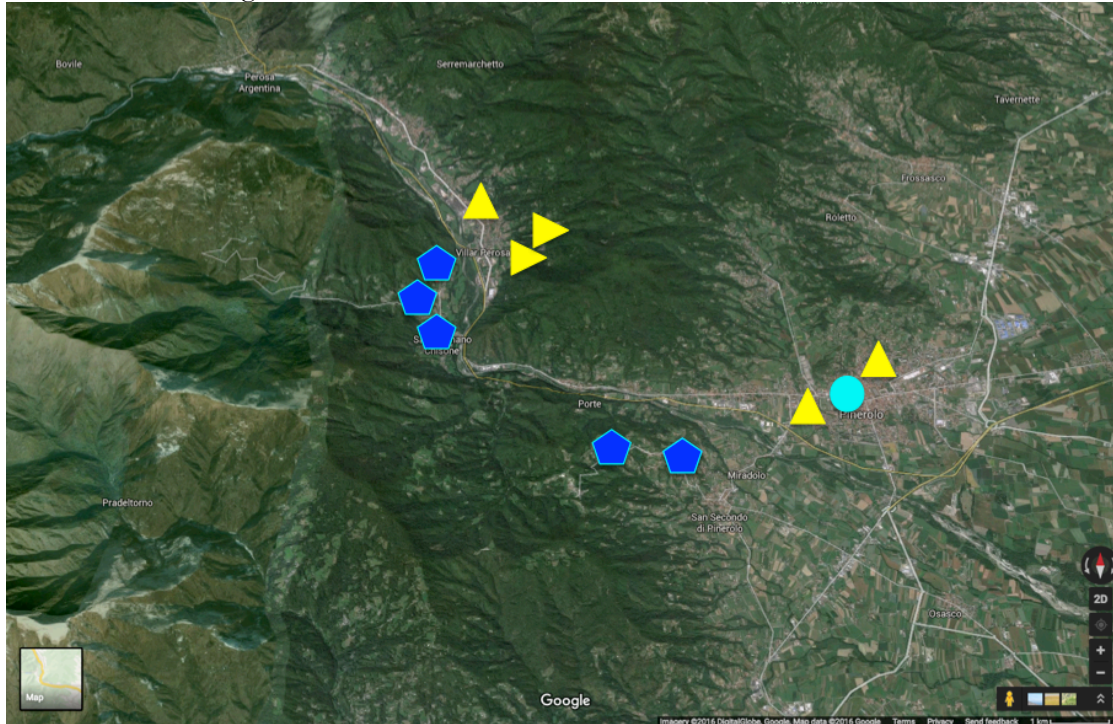 Bovile
Serremarchetto
Perosa
Argentina
Tavernette
Frossasco
Roletto
Villar Perosa
Chisone
Porte
Pinerolo
Miradolo
Pradeltorno
San Secondo
di Pinerolo
Osasco
2D
+
−
Map
Google
Imagery ©2016 DigitalGlobe, Google, Map data ©2016 Google Terms Privacy Send feedback 1 km